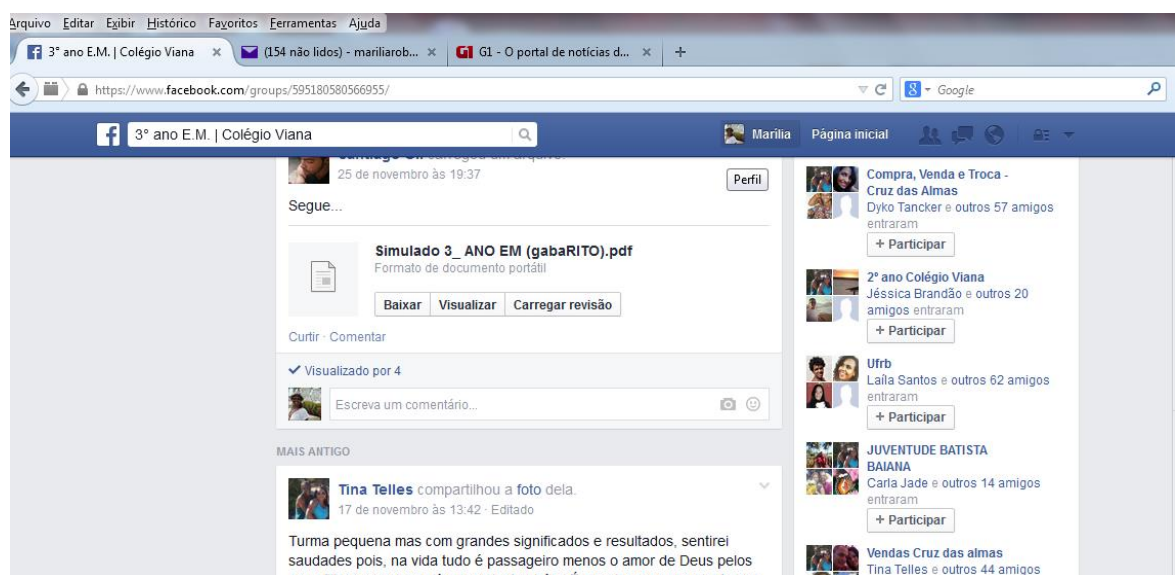 Arquivo Editar Exibir Histórico Favoritos Ferramentas Ajuda
3° ano E.M. | Colégio Viana × (154 não lidos) - mariliarob... × G1 G1 - O portal de notícias d... × +
https://www.facebook.com/groups/595180580566955/
8 Google
f 3° ano E.M. | Colégio Viana
Marília Página inicial
carregou um arquivo.
25 de novembro às 19:37
Perfil
Segue...
Simulado 3_ ANO EM (gabaRITO).pdf
Formato de documento portátil
Baixar Visualizar Carregar revisão
Curtir · Comentar
Visualizado por 4
Escreva um comentário...
MAIS ANTIGO
Tina Telles compartilhou a foto dela.
17 de novembro às 13:42 · Editado
Turma pequena mas com grandes significados e resultados, sentirei
saudades pois, na vida tudo é passageiro menos o amor de Deus pelos
Compra, Venda e Troca -
Cruz das Almas
Dyko Tancker e outros 57 amigos
entraram
+ Participar
2º ano Colégio Viana
Jéssica Brandão e outros 20
amigos entraram
+ Participar
Ufrb
Laíla Santos e outros 62 amigos
entraram
+ Participar
JUVENTUDE BATISTA
BAIANA
Carla Jade e outros 14 amigos
entraram
+ Participar
Vendas Cruz das almas
Tina Telles e outros 44 amigos